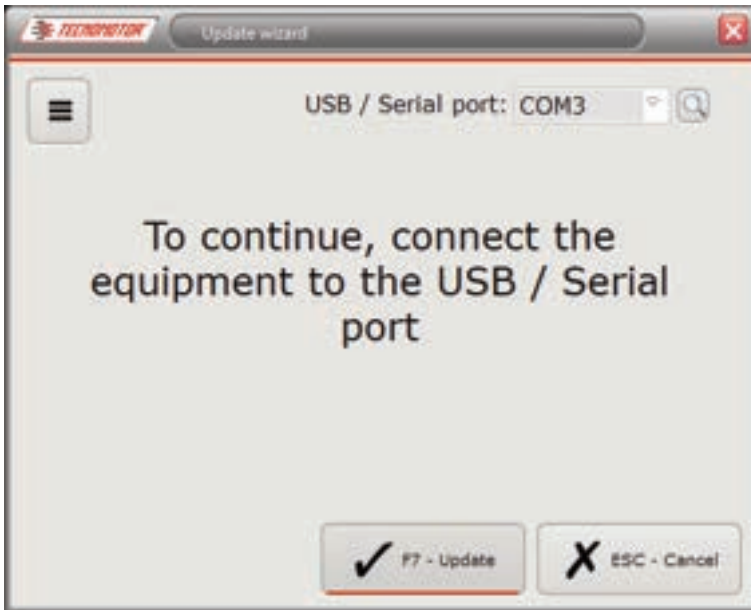 TECNOMOTOR
Update wizard
USB / Serial port: COM3
To continue, connect the
equipment to the USB / Serial
port
F7 - Update
ESC - Cancel